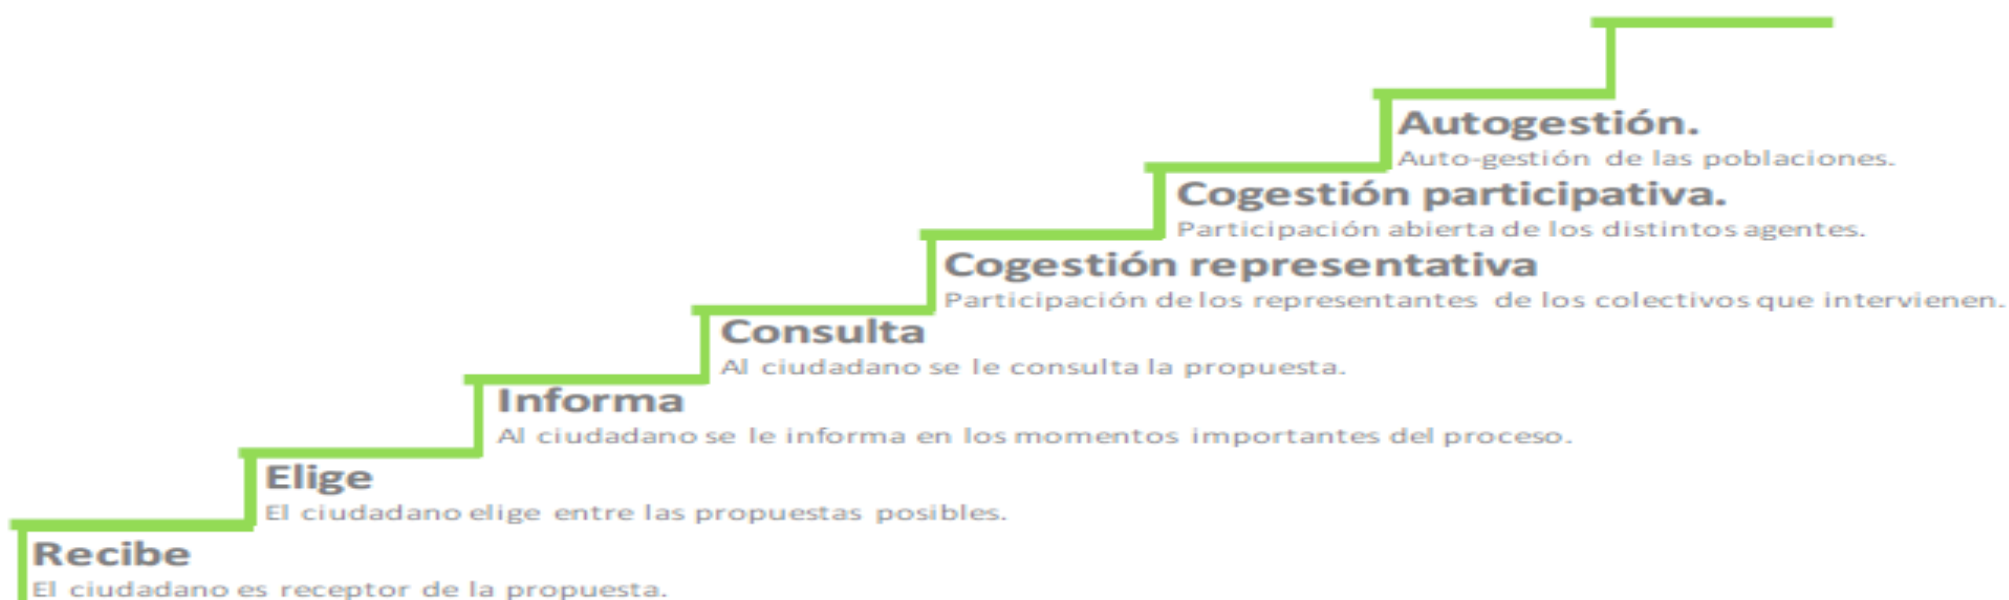 Autogestión.
Auto-gestión de las poblaciones.
Cogestión participativa.
Participación abierta de los distintos agentes.
Cogestión representativa
Participación de los representantes de los colectivos que intervienen.
Consulta
Al ciudadano se le consulta la propuesta.
Informa
Al ciudadano se le informa en los momentos importantes del proceso.
Elige
El ciudadano elige entre las propuestas posibles.
Recibe
El ciudadano es receptor de la propuesta.